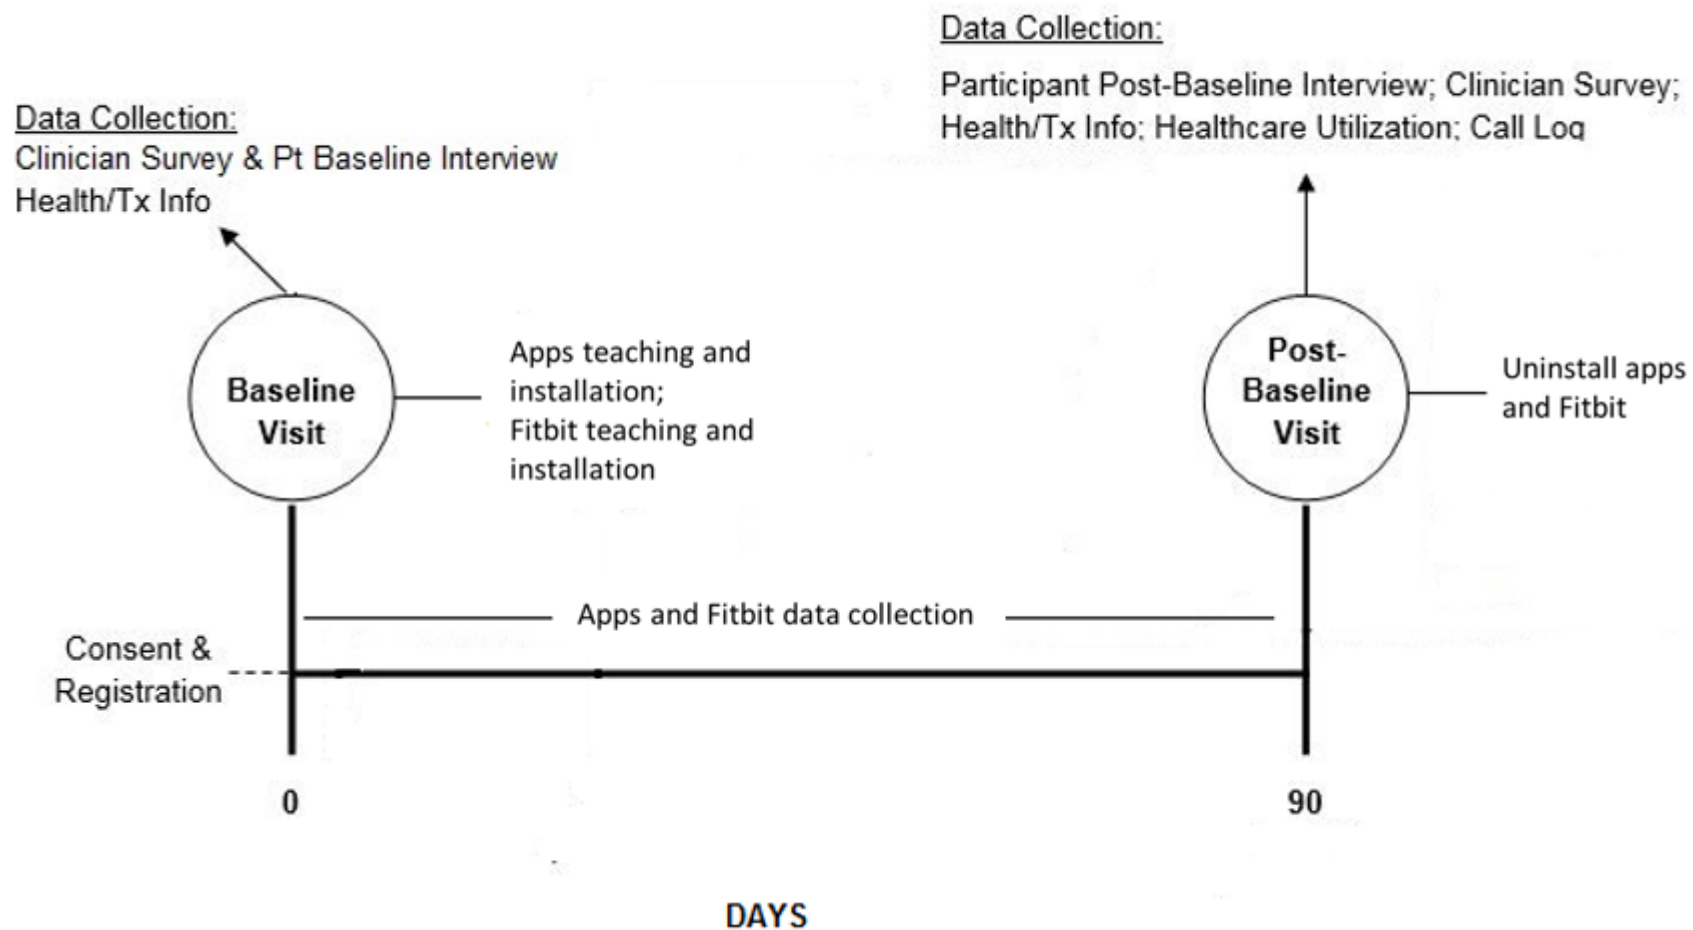 Data Collection:
Clinician Survey & Pt Baseline Interview
Health/Tx Info
Data Collection:
Participant Post-Baseline Interview; Clinician Survey;
Health/Tx Info; Healthcare Utilization; Call Log
Baseline
Visit
Apps teaching and
installation;
Fitbit teaching and
installation
Post-
Baseline
Visit
Uninstall apps
and Fitbit
Apps and Fitbit data collection
Consent &
Registration
0
90
DAYS